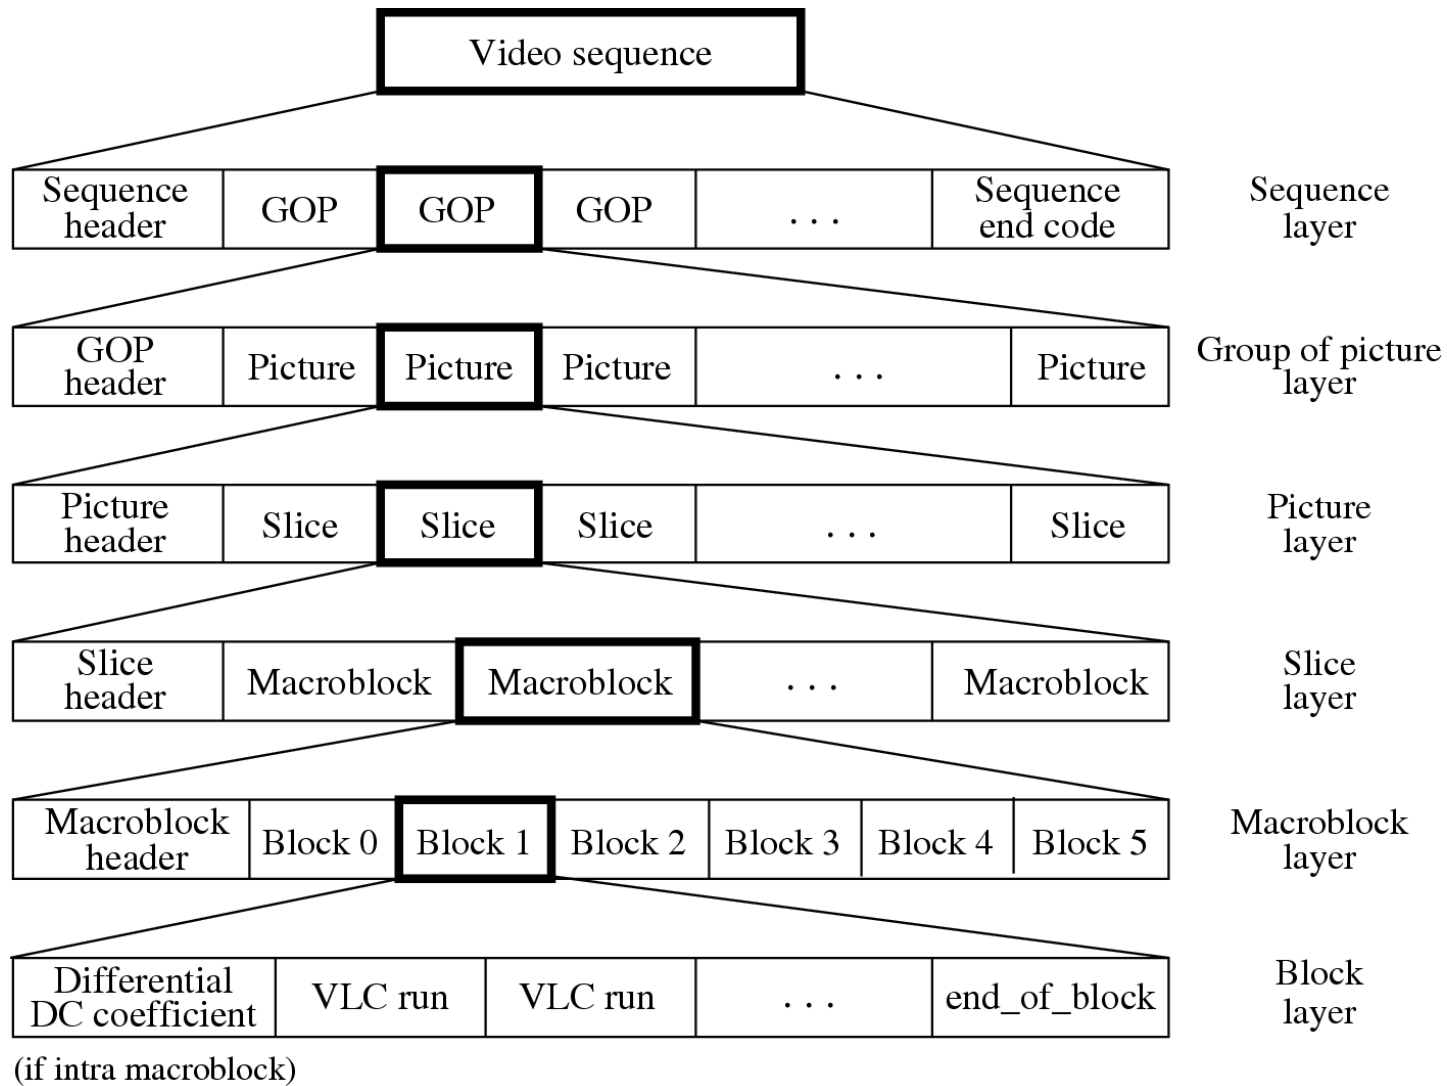 Video sequence
Sequence header GOP GOP GOP . . . Sequence end code Sequence layer
GOP header Picture Picture Picture . . . Picture Group of picture layer
Picture header Slice Slice Slice . . . Slice Picture layer
Slice header Macroblock Macroblock . . . Macroblock Slice layer
Macroblock header Block 0 Block 1 Block 2 Block 3 Block 4 Block 5 Macroblock layer
Differential DC coefficient VLC run VLC run . . . end_of_block Block layer
(if intra macroblock)